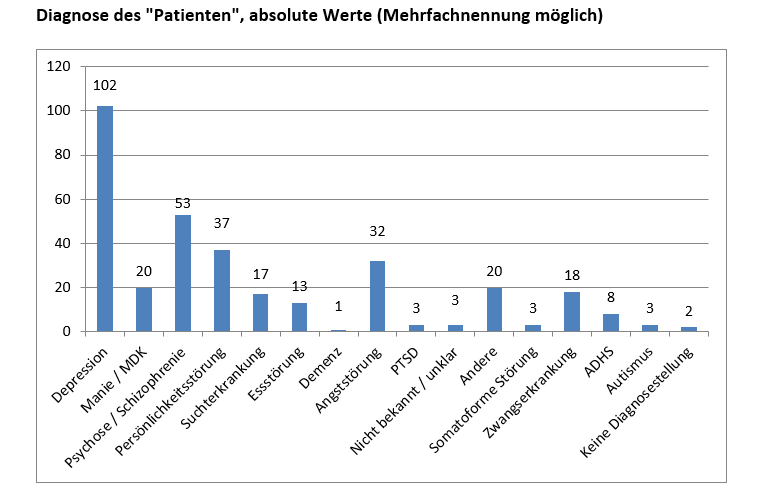 Diagnose des "Patienten", absolute Werte (Mehrfachnennung möglich)
120
100
80
60
40
20
0
102
20
53
37
17
13
1
32
3
3
20
3
18
8
3
2
Depression
Manie / MDK
Psychose / Schizophrenie
Persönlichkeitsstörung
Suchterkrankung
Essstörung
Demenz
Angststörung
PTSD
Nicht bekannt / unklar
Andere
Somatoforme Störung
Zwangserkrankung
ADHS
Autismus
Keine Diagnosestellung